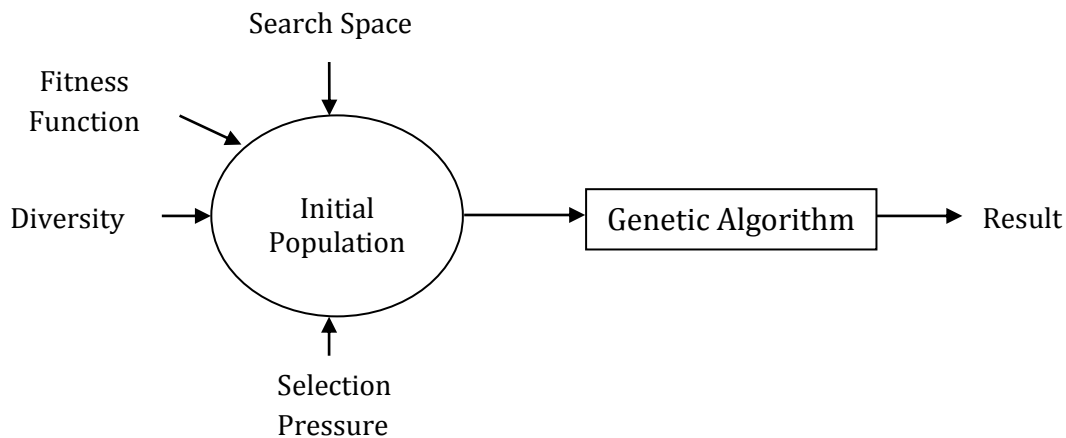 Search Space
Fitness
Function
Diversity
Initial
Population
Genetic Algorithm
Result
Selection
Pressure